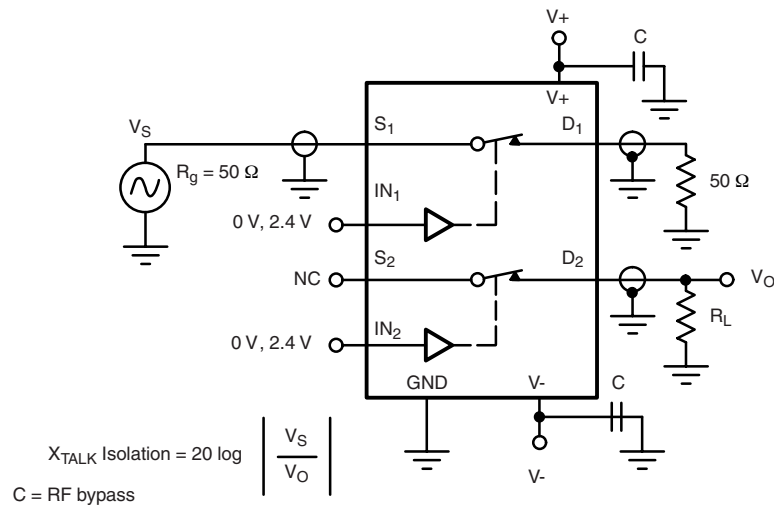 V+
C
V+
VS
S1
D1
Rg = 50 Ω
50 Ω
IN1
0 V, 2.4 V
S2
D2
NC
VO
RL
IN2
0 V, 2.4 V
GND
V-
C
XTALK Isolation = 20 log | VS / VO |
V-
C = RF bypass